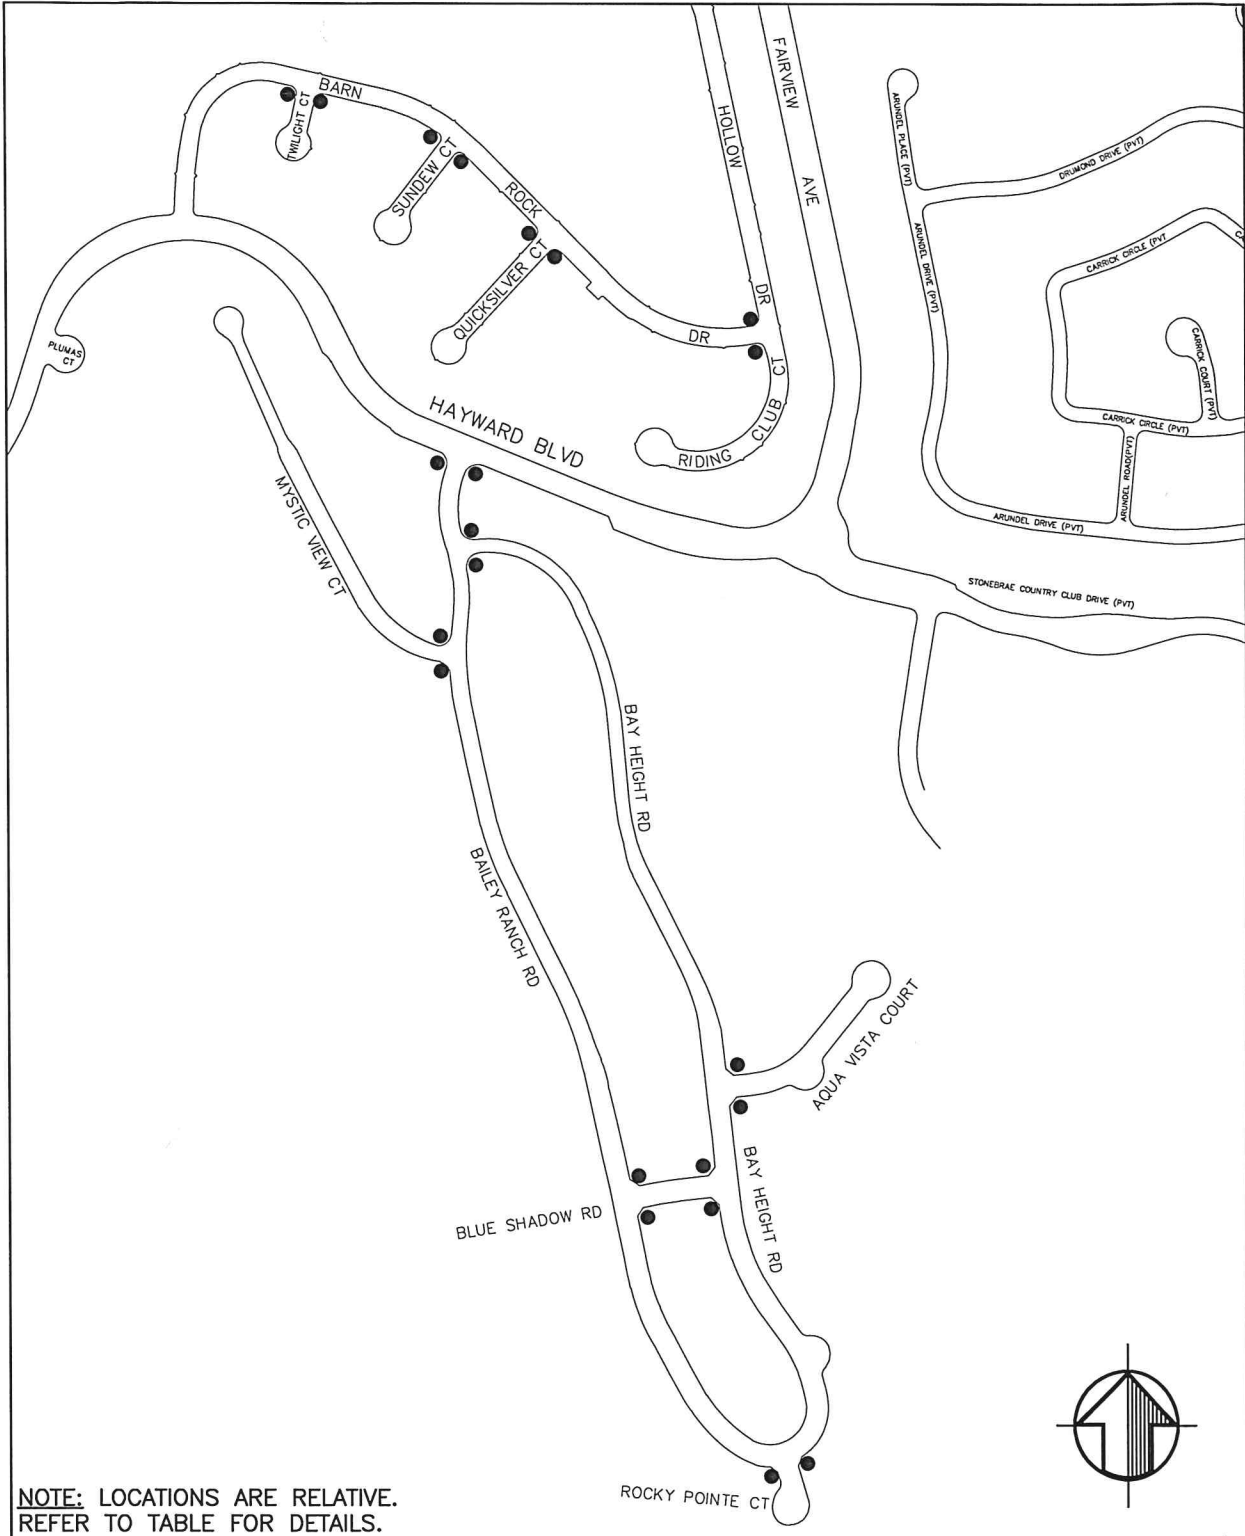 BARN
ROCK
DR
TWILIGHT CT
SUNDEW CT
QUICKSILVER CT
HOLLOW
DR
FAIRVIEW
AVE
ARUNDEL PLACE (PVT)
DRUMOND DRIVE (PVT)
ARUNDEL DRIVE (PVT)
CARRICK CIRCLE (PVT
CARRICK COURT (PVT)
CARRICK CIRCLE (PVT)
ARUNDEL ROAD(PVT)
ARUNDEL DRIVE (PVT)
PLUMAS
CT
HAYWARD BLVD
RIDING CLUB CT
MYSTIC VIEW CT
STONEBRAE COUNTRY CLUB DRIVE (PVT)
BAY HEIGHT RD
BAILEY RANCH RD
AQUA VISTA COURT
BAY HEIGHT RD
BLUE SHADOW RD
ROCKY POINTE CT
NOTE: LOCATIONS ARE RELATIVE.
REFER TO TABLE FOR DETAILS.